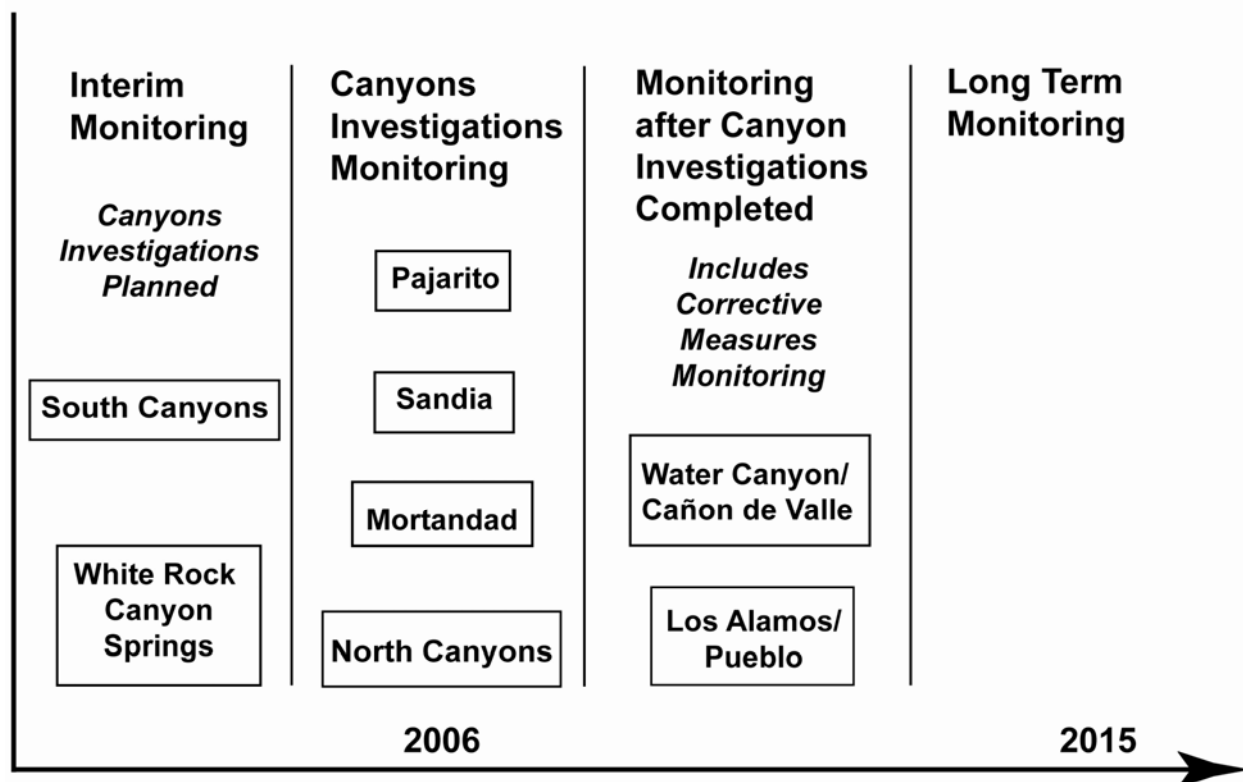 Interim
Monitoring
Canyons
Investigations
Planned
South Canyons
White Rock
Canyon
Springs
Canyons
Investigations
Monitoring
Pajarito
Sandia
Mortandad
North Canyons
Monitoring
after Canyon
Investigations
Completed
Includes
Corrective
Measures
Monitoring
Water Canyon/
Cañon de Valle
Los Alamos/
Pueblo
Long Term
Monitoring
2006
2015